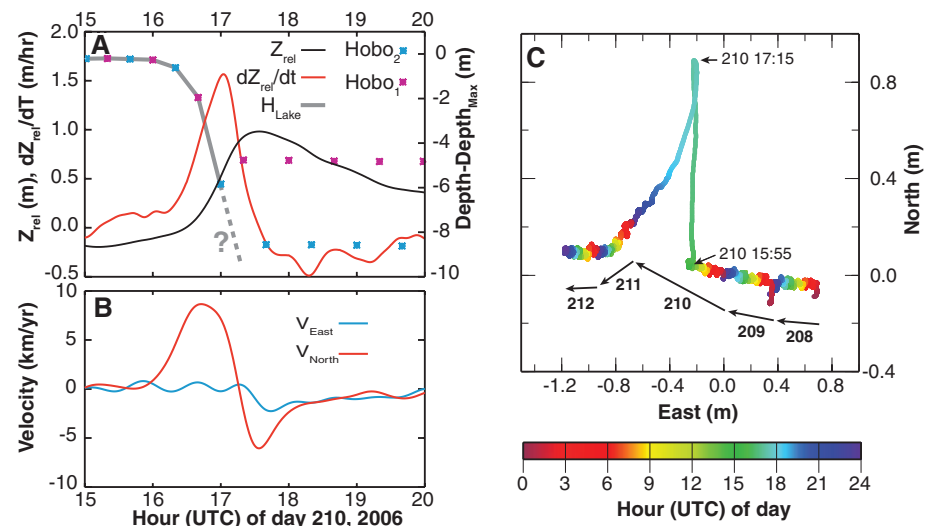 15 16 17 18 19 20
A
Z_rel
dZ_rel/dt
H_Lake
Hobo_2
Hobo_1
2.0
1.5
1.0
0.5
0.0
-0.5
Z_rel (m), dZ_rel/dT (m/hr)
0
-2
-4
-6
-8
-10
Depth-Depth_Max (m)
?
B
V_East
V_North
10
5
0
-5
-10
Velocity (km/yr)
15 16 17 18 19 20
Hour (UTC) of day 210, 2006
C
210 17:15
210 15:55
212
211
210
209
208
0.8
0.4
0.0
-0.4
North (m)
-1.2 -0.8 -0.4 0.0 0.4 0.8
East (m)
0 3 6 9 12 15 18 21 24
Hour (UTC) of day